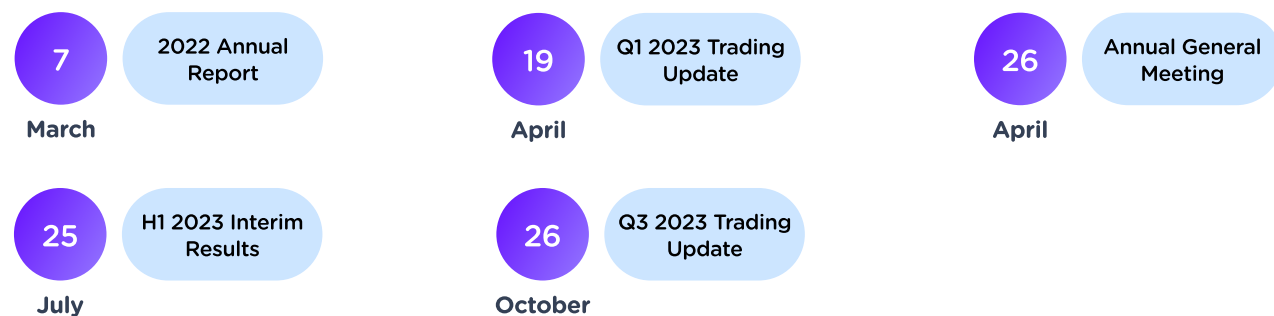 7
2022 Annual
Report
March
19
Q1 2023 Trading
Update
April
26
Annual General
Meeting
April
25
H1 2023 Interim
Results
July
26
Q3 2023 Trading
Update
October